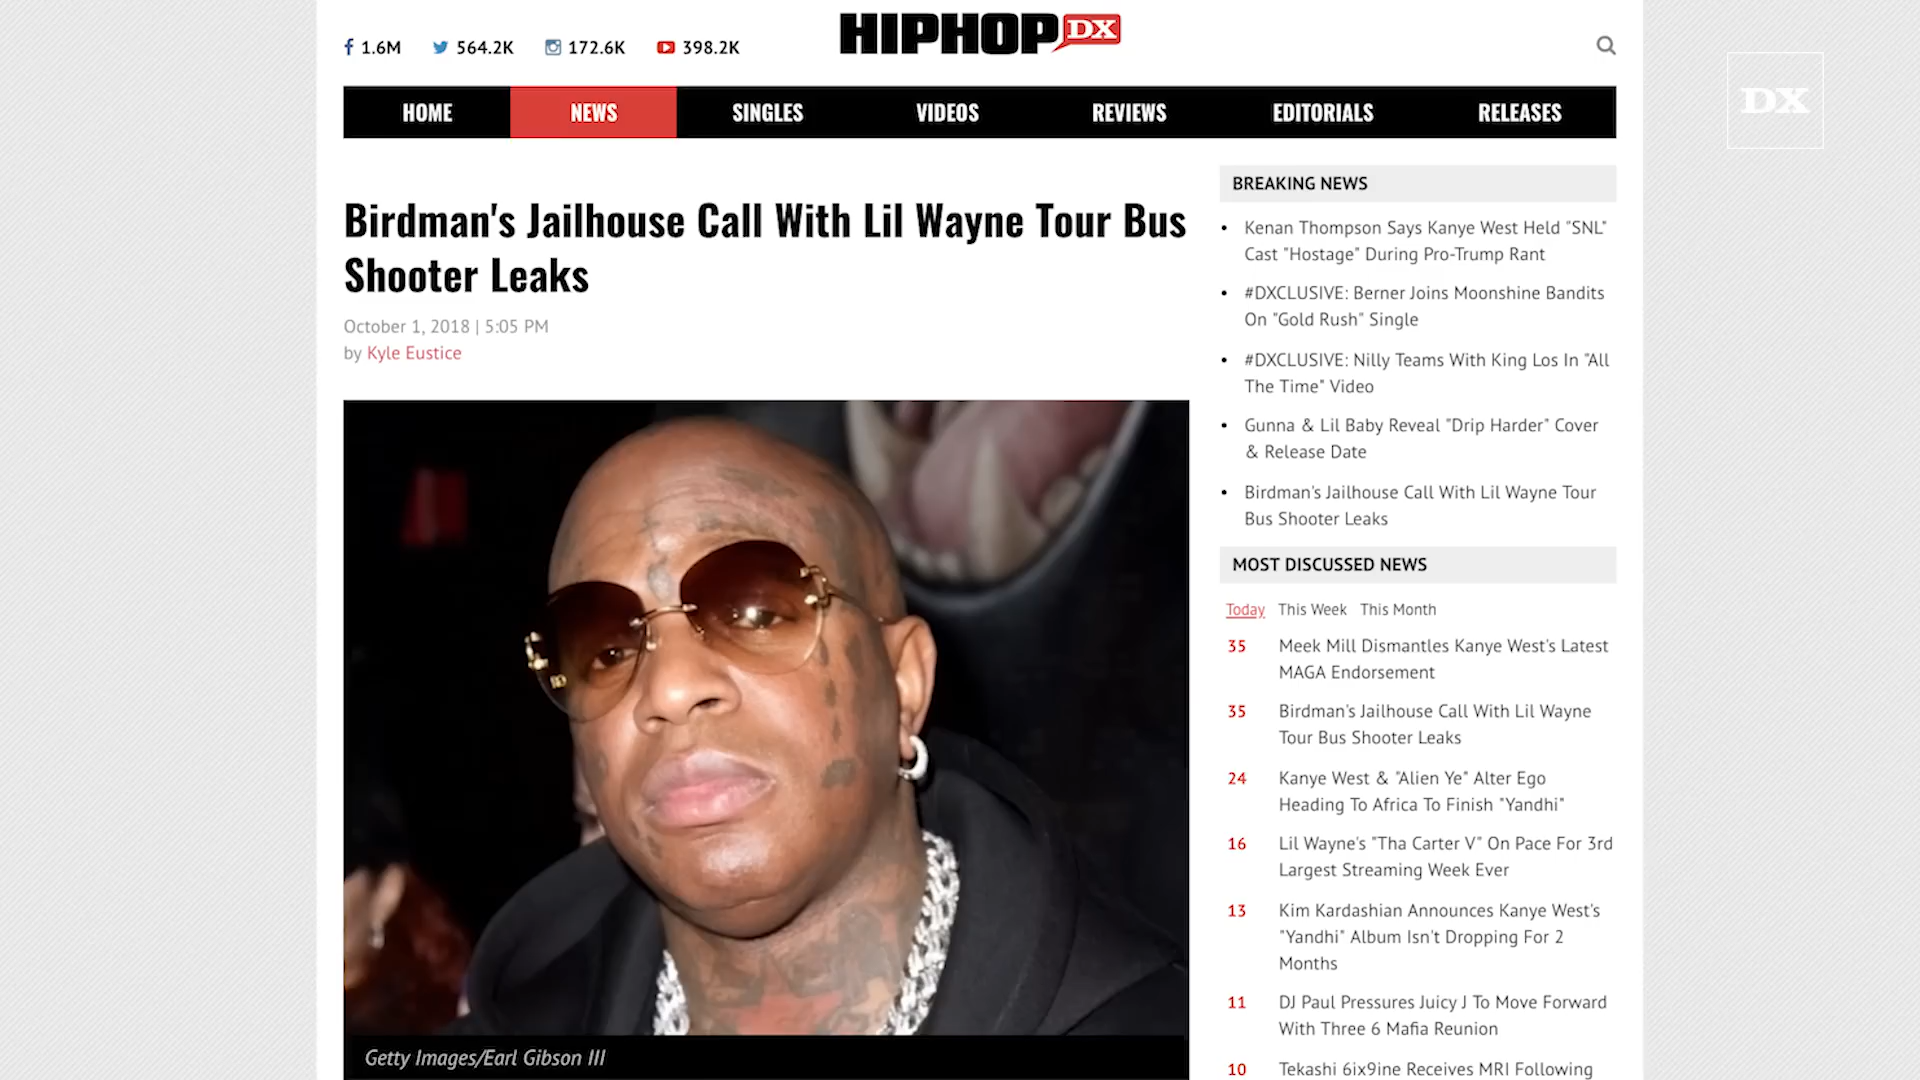 1.6M 564.2K 172.6K 398.2K
HIPHOPDX
DX
HOME NEWS SINGLES VIDEOS REVIEWS EDITORIALS RELEASES
Birdman's Jailhouse Call With Lil Wayne Tour Bus
Shooter Leaks
October 1, 2018 | 5:05 PM
by Kyle Eustice
Getty Images/Earl Gibson III
BREAKING NEWS
• Kenan Thompson Says Kanye West Held "SNL"
Cast "Hostage" During Pro-Trump Rant
• #DXCLUSIVE: Berner Joins Moonshine Bandits
On "Gold Rush" Single
• #DXCLUSIVE: Nilly Teams With King Los In "All
The Time" Video
• Gunna & Lil Baby Reveal "Drip Harder" Cover
& Release Date
• Birdman's Jailhouse Call With Lil Wayne Tour
Bus Shooter Leaks
MOST DISCUSSED NEWS
Today This Week This Month
35 Meek Mill Dismantles Kanye West's Latest
MAGA Endorsement
35 Birdman's Jailhouse Call With Lil Wayne
Tour Bus Shooter Leaks
24 Kanye West & "Alien Ye" Alter Ego
Heading To Africa To Finish "Yandhi"
16 Lil Wayne's "Tha Carter V" On Pace For 3rd
Largest Streaming Week Ever
13 Kim Kardashian Announces Kanye West's
"Yandhi" Album Isn't Dropping For 2
Months
11 DJ Paul Pressures Juicy J To Move Forward
With Three 6 Mafia Reunion
10 Tekashi 6ix9ine Receives MRI Following